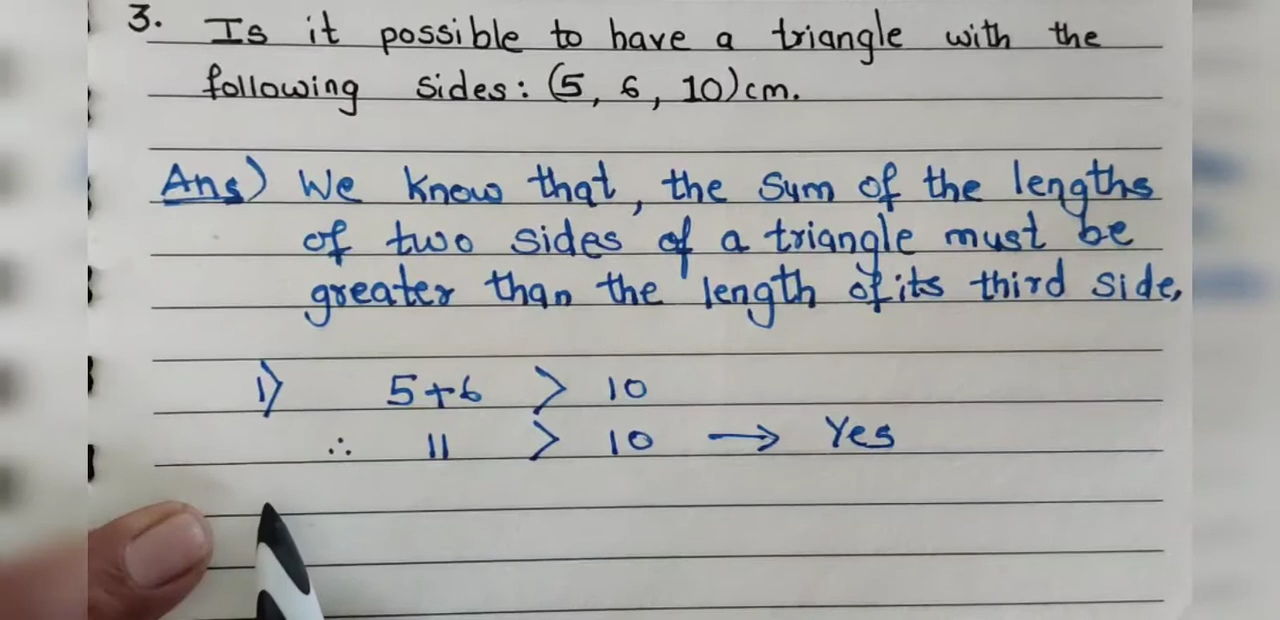 3. Is it possible to have a triangle with the
following sides: (5, 6, 10)cm.
Ans) We know that, the sum of the lengths
of two sides of a triangle must be
greater than the length of its third side,
1) 5+6 > 10
∴ 11 > 10 → Yes